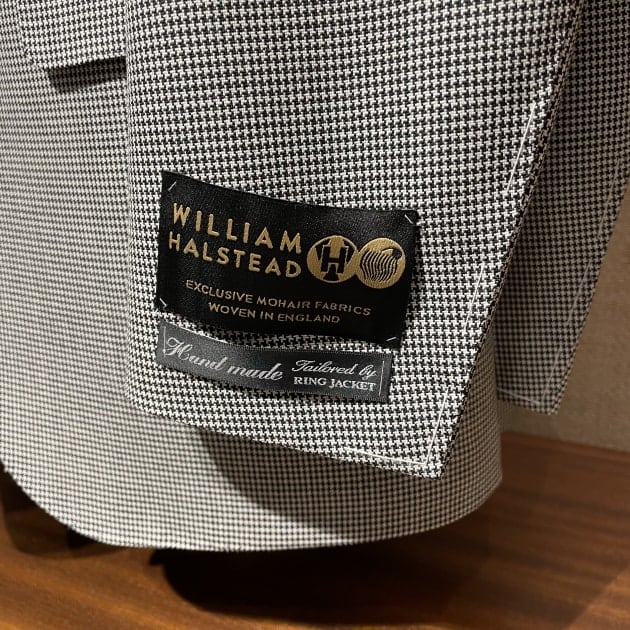 WILLIAM
HALSTEAD
H
EXCLUSIVE MOHAIR FABRICS
WOVEN IN ENGLAND
Hand made
Tailored by
RING JACKET